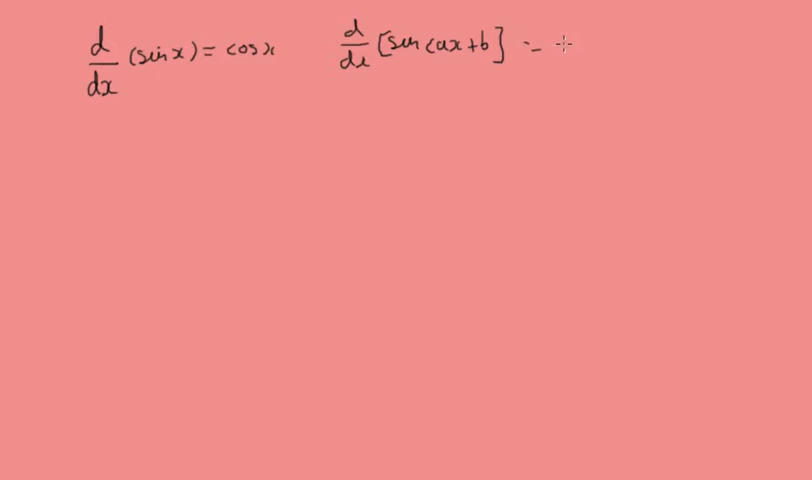 d/dx (sin x) = cos x d/dx [sin(ax+b] =